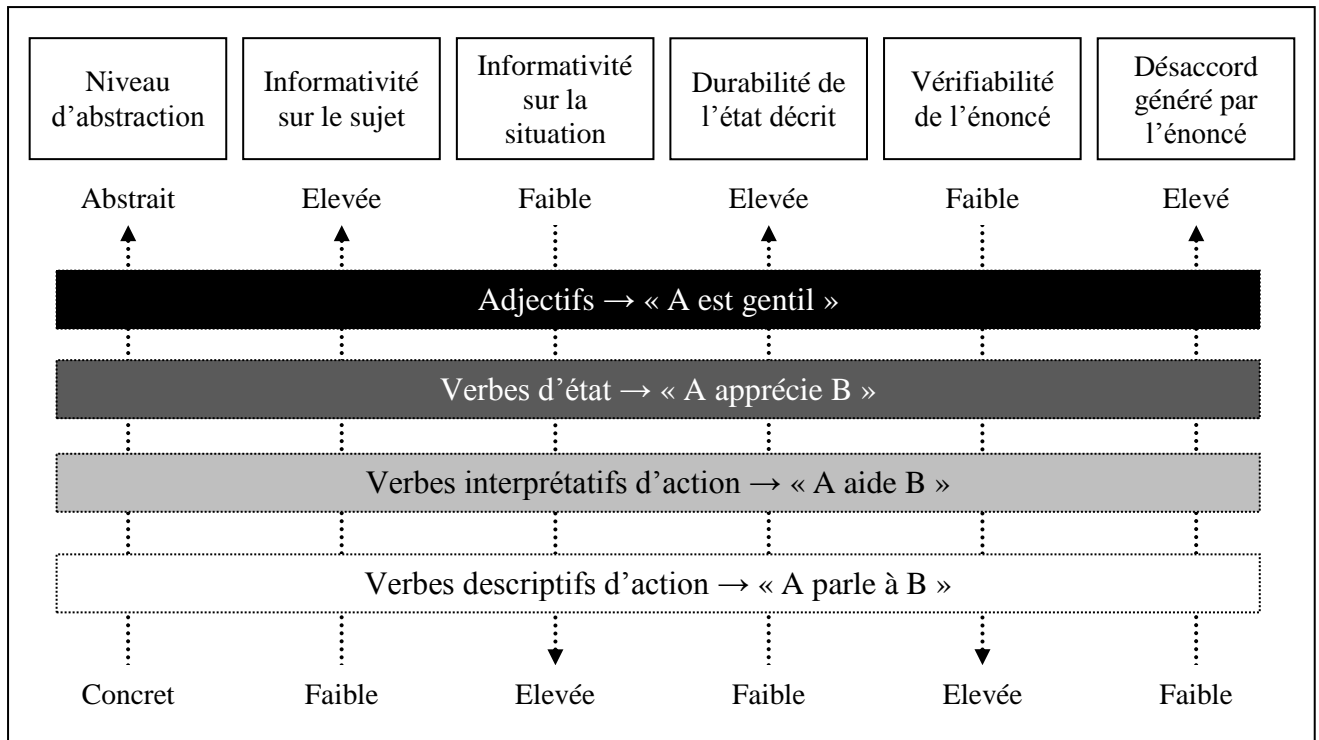 Niveau
d’abstraction
Informativité
sur le sujet
Informativité
sur la
situation
Durabilité de
l’état décrit
Vérifiabilité
de l’énoncé
Désaccord
généré par
l’énoncé
Abstrait
Elevée
Faible
Elevée
Faible
Elevé
Adjectifs → « A est gentil »
Verbes d’état → « A apprécie B »
Verbes interprétatifs d’action → « A aide B »
Verbes descriptifs d’action → « A parle à B »
Concret
Faible
Elevée
Faible
Elevée
Faible